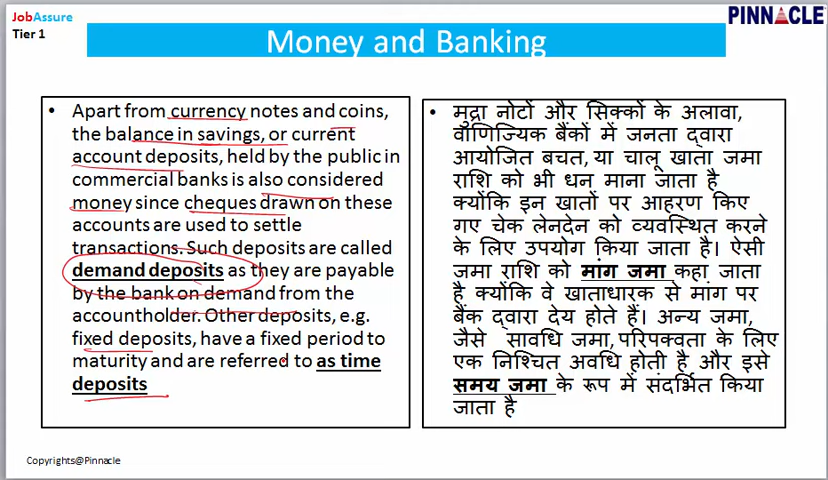 JobAssure
Tier 1
PINNACLE
Money and Banking
• Apart from currency notes and coins,
the balance in savings, or current
account deposits, held by the public in
commercial banks is also considered
money since cheques drawn on these
accounts are used to settle
transactions. Such deposits are called
demand deposits as they are payable
by the bank on demand from the
accountholder. Other deposits, e.g.
fixed deposits, have a fixed period to
maturity and are referred to as time
deposits
• मुद्रा नोटों और सिक्कों के अलावा,
वाणिज्यिक बैंकों में जनता द्वारा
आयोजित बचत, या चालू खाता जमा
राशि को भी धन माना जाता है
क्योंकि इन खातों पर आहरण किए
गए चेक लेनदेन को व्यवस्थित करने
के लिए उपयोग किया जाता है। ऐसी
जमा राशि को मांग जमा कहा जाता
है क्योंकि वे खाताधारक से मांग पर
बैंक द्वारा देय होते हैं। अन्य जमा,
जैसे सावधि जमा, परिपक्वता के लिए
एक निश्चित अवधि होती है और इसे
समय जमा के रूप में संदर्भित किया
जाता है
Copyrights@Pinnacle